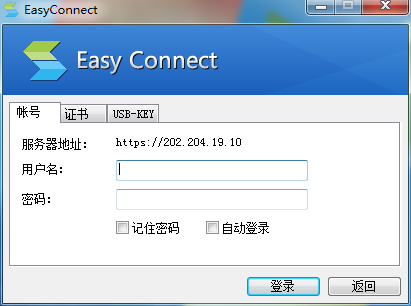 EasyConnect
Easy Connect
帐号 证书 USB-KEY
服务器地址: https://202.204.19.10
用户名:
密码:
记住密码 自动登录
登录 返回